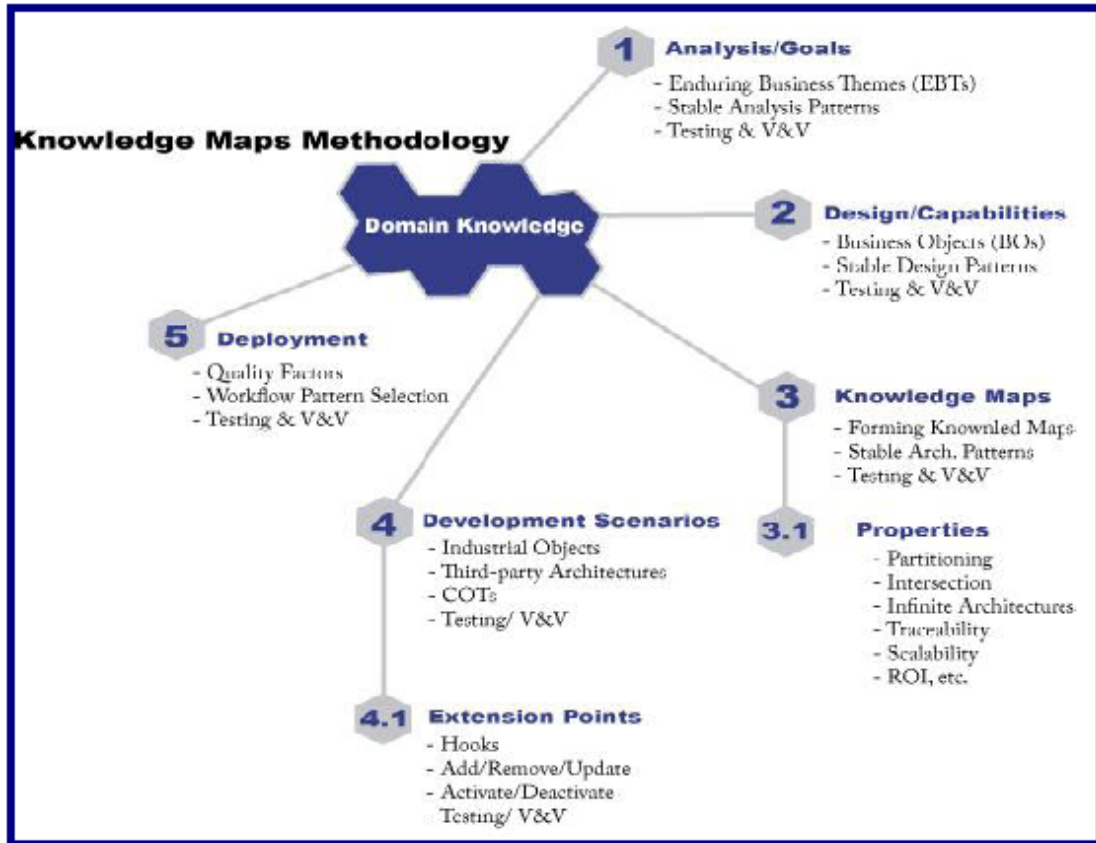 Knowledge Maps Methodology
Domain Knowledge
1 Analysis/Goals
- Enduring Business Themes (EBTs)
- Stable Analysis Patterns
- Testing & V&V
2 Design/Capabilities
- Business Objects (BOs)
- Stable Design Patterns
- Testing & V&V
3 Knowledge Maps
- Forming Knownled Maps
- Stable Arch. Patterns
- Testing & V&V
3.1 Properties
- Partitioning
- Intersection
- Infinite Architectures
- Traceability
- Scalability
- ROI, etc.
4 Development Scenarios
- Industrial Objects
- Third-party Architectures
- COTs
- Testing/ V&V
4.1 Extension Points
- Hooks
- Add/Remove/Update
- Activate/Deactivate
Testing/ V&V
5 Deployment
- Quality Factors
- Workflow Pattern Selection
- Testing & V&V